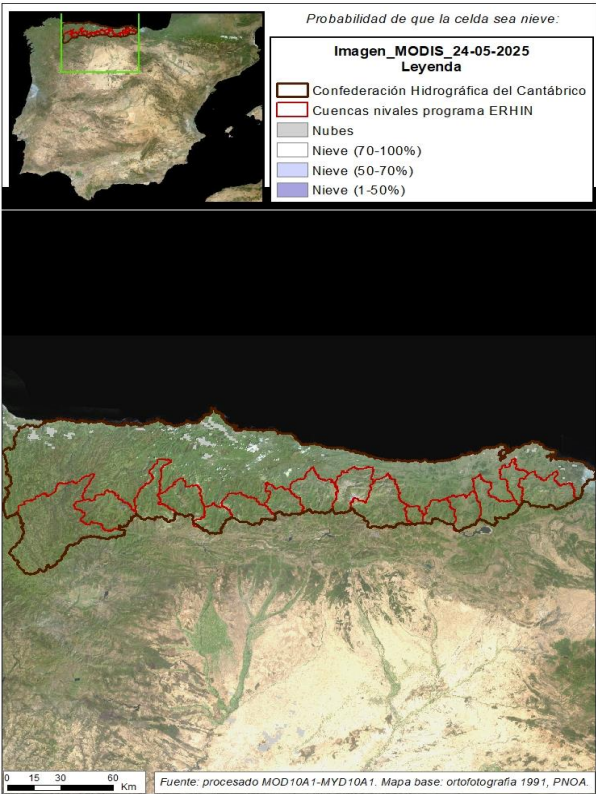 Probabilidad de que la celda sea nieve:
Imagen_MODIS_24-05-2025
Leyenda
Confederación Hidrográfica del Cantábrico
Cuencas nivales programa ERHIN
Nubes
Nieve (70-100%)
Nieve (50-70%)
Nieve (1-50%)
0 15 30 60
Km
Fuente: procesado MOD10A1-MYD10A1. Mapa base: ortofotografia 1991, PNOA.